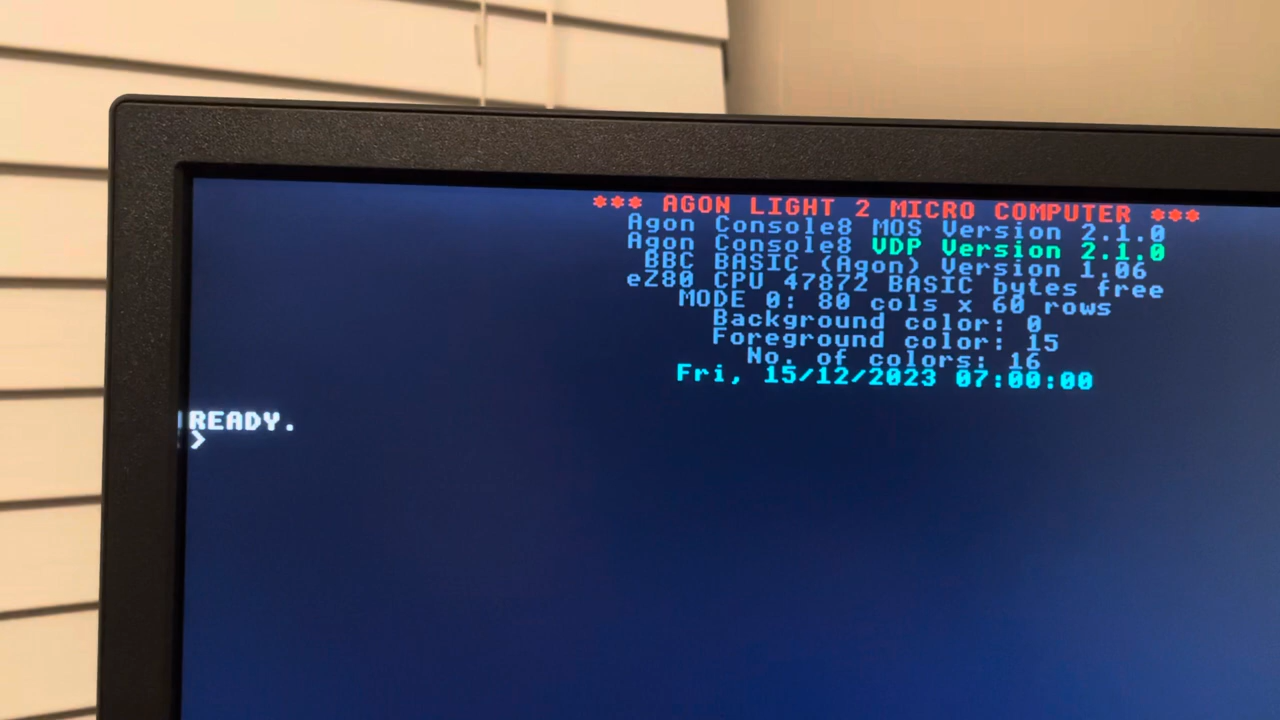 *** AGON LIGHT 2 MICRO COMPUTER ***
Agon Console8 MOS Version 2.1.0
Agon Console8 VDP Version 2.1.0
BBC BASIC (Agon) Version 1.06
eZ80 CPU 47872 BASIC bytes free
MODE 0: 80 cols x 60 rows
Background color: 0
Foreground color: 15
No. of colors: 16
Fri, 15/12/2023 07:00:00
READY.
>